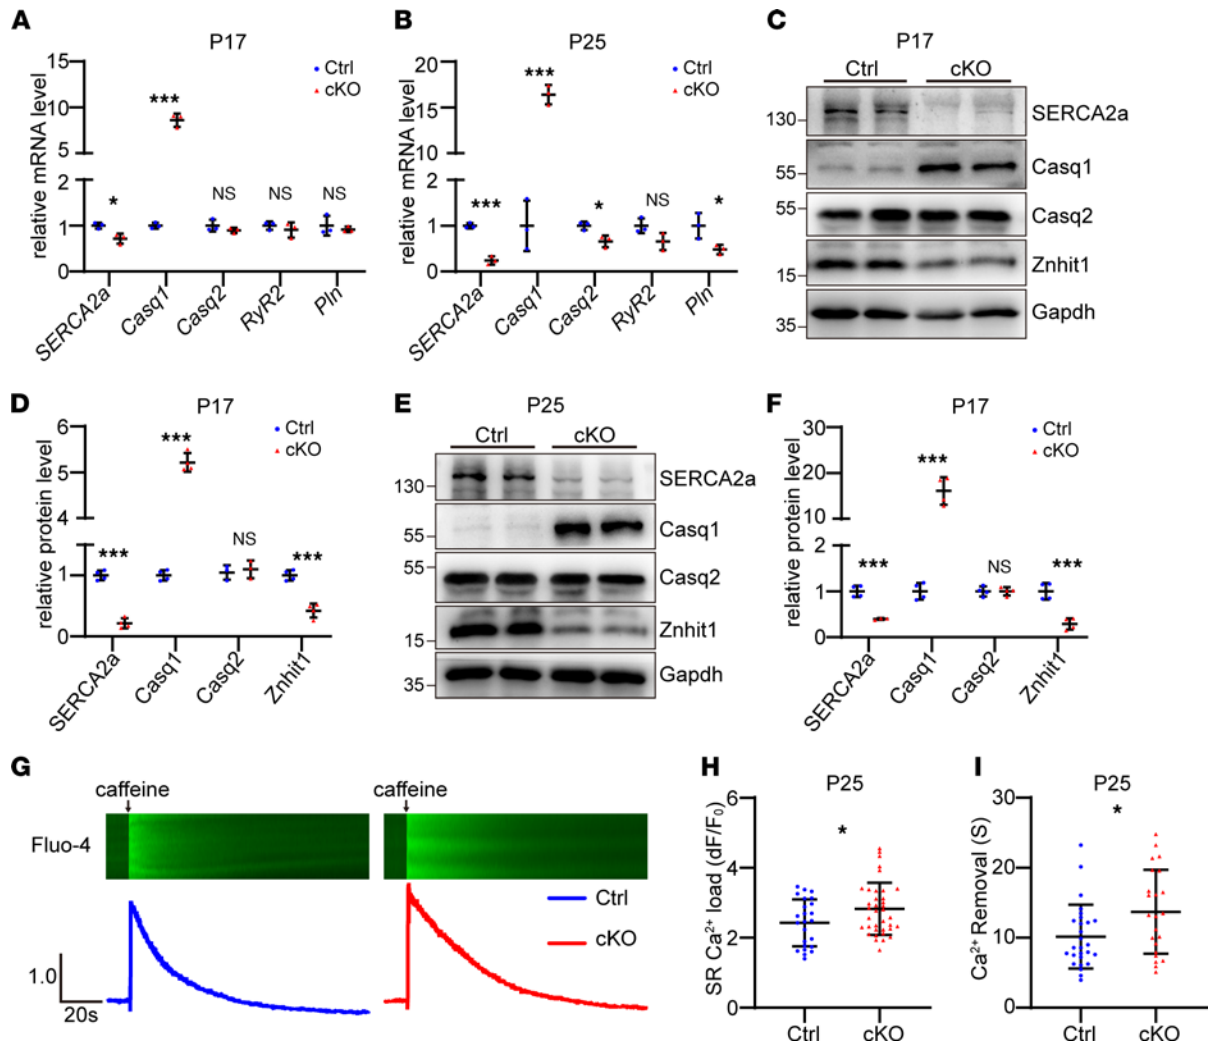 A
P17
relative mRNA level
15
10
5
2
1
0
Ctrl
cKO
***
*
NS
NS
NS
SERCA2a
Casq1
Casq2
RyR2
Pln
B
P25
relative mRNA level
20
15
10
2
1
0
Ctrl
cKO
***
***
*
NS
*
SERCA2a
Casq1
Casq2
RyR2
Pln
C
P17
Ctrl
cKO
130
SERCA2a
55
Casq1
55
Casq2
15
Znhit1
35
Gapdh
D
P17
relative protein level
6
5
4
1
0
Ctrl
cKO
***
***
NS
***
SERCA2a
Casq1
Casq2
Znhit1
E
P25
Ctrl
cKO
130
SERCA2a
55
Casq1
55
Casq2
15
Znhit1
35
Gapdh
F
P17
relative protein level
30
20
10
2
1
0
Ctrl
cKO
***
***
NS
***
SERCA2a
Casq1
Casq2
Znhit1
G
caffeine
caffeine
Fluo-4
Ctrl
cKO
1.0
20s
H
P25
SR Ca²⁺ load (dF/F₀)
6
4
2
0
*
Ctrl
cKO
I
P25
Ca²⁺ Removal (S)
30
20
10
0
*
Ctrl
cKO